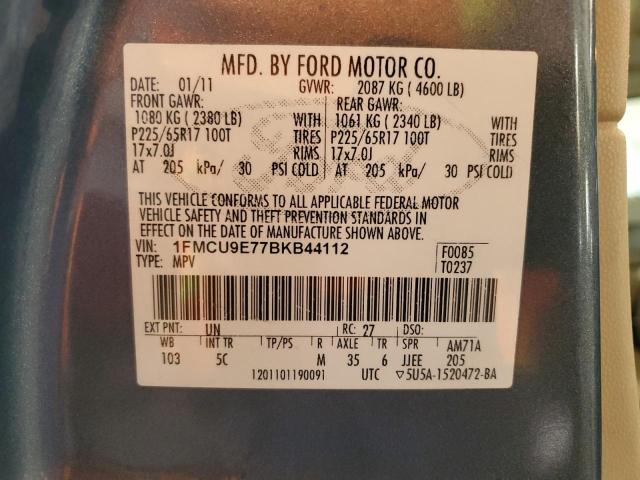 MFD. BY FORD MOTOR CO.
DATE: 01/11 GVWR: 2087 KG ( 4600 LB)
FRONT GAWR: REAR GAWR:
1080 KG ( 2380 LB) WITH 1061 KG ( 2340 LB) WITH
P225/65R17 100T TIRES P225/65R17 100T TIRES
17x7.0J RIMS 17x7.0J RIMS
AT 205 kPa/ 30 PSI COLD AT 205 kPa/ 30 PSI COLD
THIS VEHICLE CONFORMS TO ALL APPLICABLE FEDERAL MOTOR
VEHICLE SAFETY AND THEFT PREVENTION STANDARDS IN
EFFECT ON THE DATE OF MANUFACTURE SHOWN ABOVE.
VIN: 1FMCU9E77BKB44112 F0085
TYPE: MPV T0237
EXT PNT: UN RC: 27 DSO:
WB INT TR TP/PS R AXLE TR SPR AM71A
103 5C M 35 6 JJEE 205
1201101190091 UTC ▽5U5A-1520472-BA